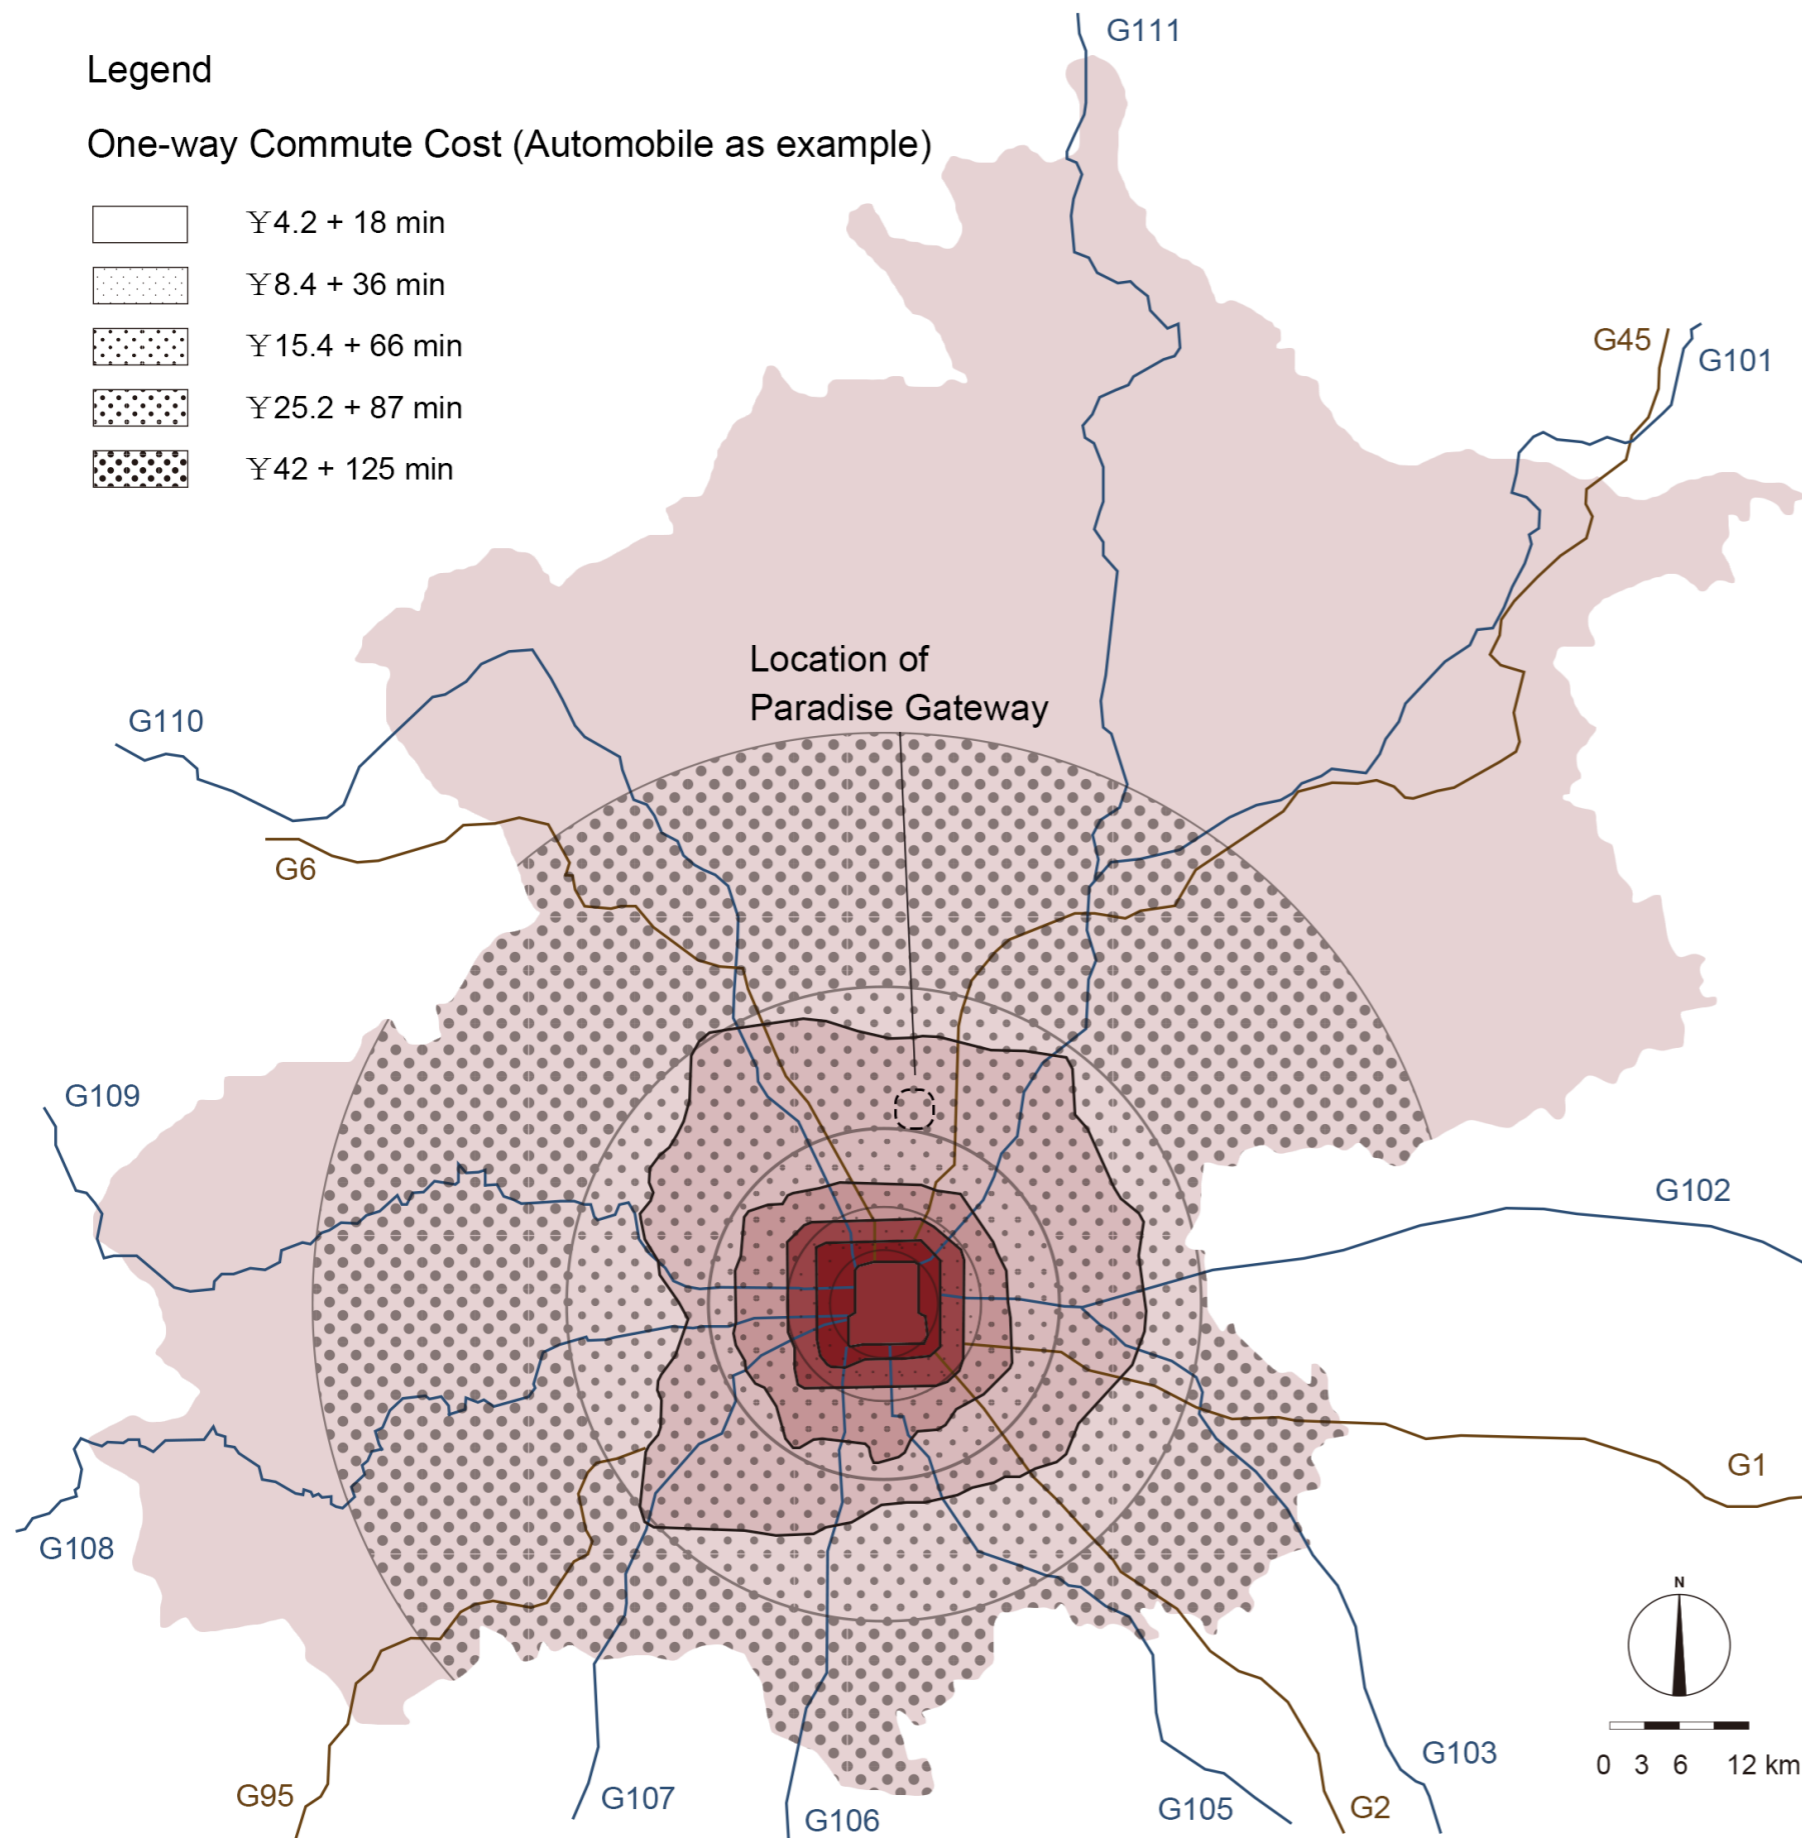 Legend
One-way Commute Cost (Automobile as example)
¥4.2 + 18 min
¥8.4 + 36 min
¥15.4 + 66 min
¥25.2 + 87 min
¥42 + 125 min
G111
G45
G101
Location of
Paradise Gateway
G110
G6
G109
G102
G1
G108
N
0 3 6 12 km
G103
G95
G107
G106
G105
G2